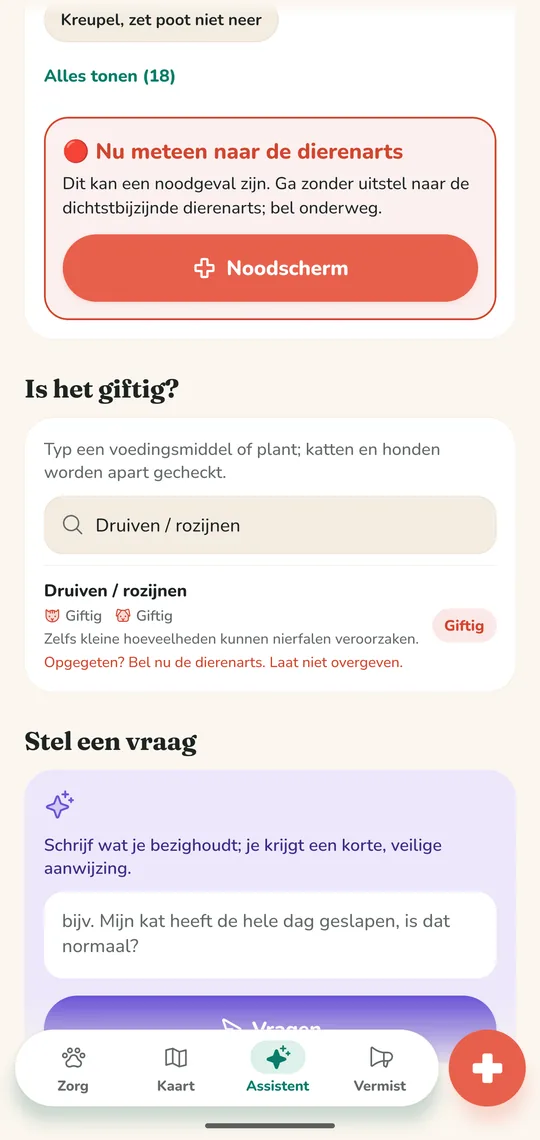 Kreupel, zet poot niet neer
Alles tonen (18)
Nu meteen naar de dierenarts
Dit kan een noodgeval zijn. Ga zonder uitstel naar de
dichtstbijzijnde dierenarts; bel onderweg.
Noodscherm
Is het giftig?
Typ een voedingsmiddel of plant; katten en honden
worden apart gecheckt.
Druiven / rozijnen
Druiven / rozijnen
Giftig Giftig
Zelfs kleine hoeveelheden kunnen nierfalen veroorzaken.
Opgegeten? Bel nu de dierenarts. Laat niet overgeven.
Giftig
Stel een vraag
Schrijf wat je bezighoudt; je krijgt een korte, veilige
aanwijzing.
bijv. Mijn kat heeft de hele dag geslapen, is dat
normaal?
Vragen
Zorg Kaart Assistent Vermist